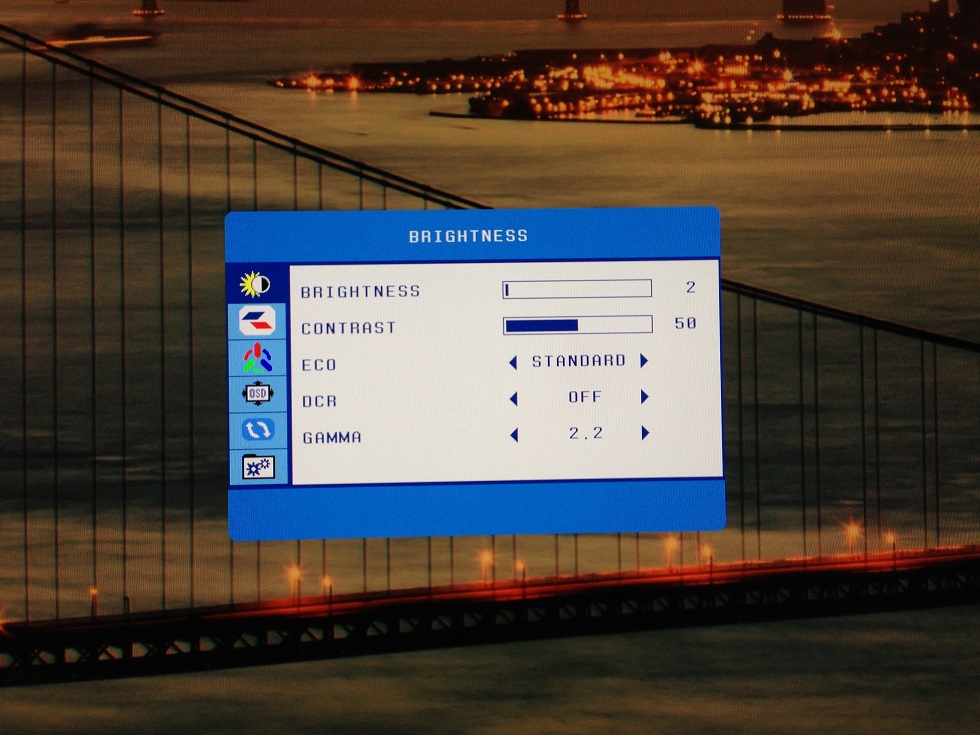 BRIGHTNESS
BRIGHTNESS 2
CONTRAST 50
ECO STANDARD
DCR OFF
OSD
GAMMA 2.2